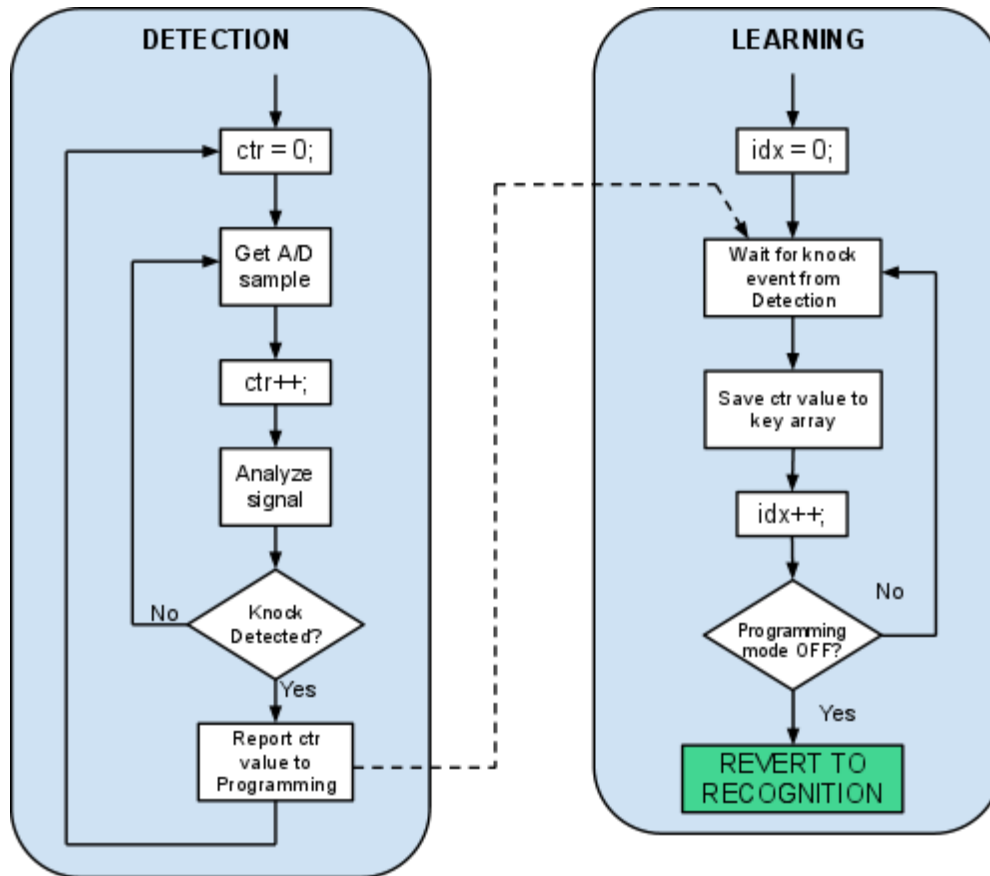 DETECTION
ctr = 0;
Get A/D
sample
ctr++;
Analyze
signal
No
Knock
Detected?
Yes
Report ctr
value to
Programming
LEARNING
idx = 0;
Wait for knock
event from
Detection
Save ctr value to
key array
idx++;
No
Programming
mode OFF?
Yes
REVERT TO
RECOGNITION